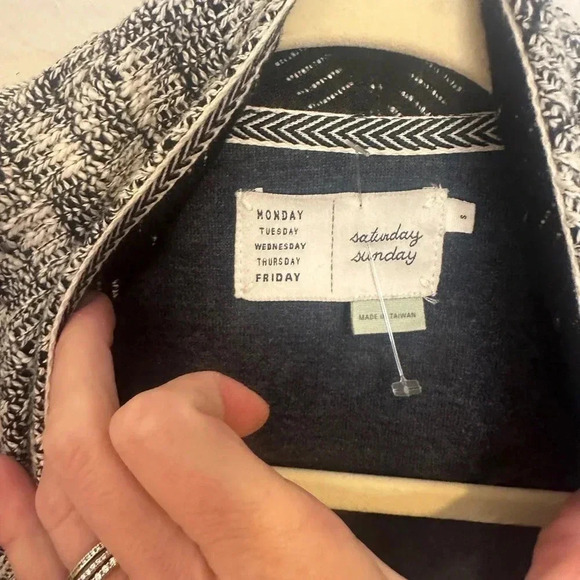 MONDAY
TUESDAY
WEDNESDAY
THURSDAY
FRIDAY
saturday
sunday
S
MADE IN TAIWAN